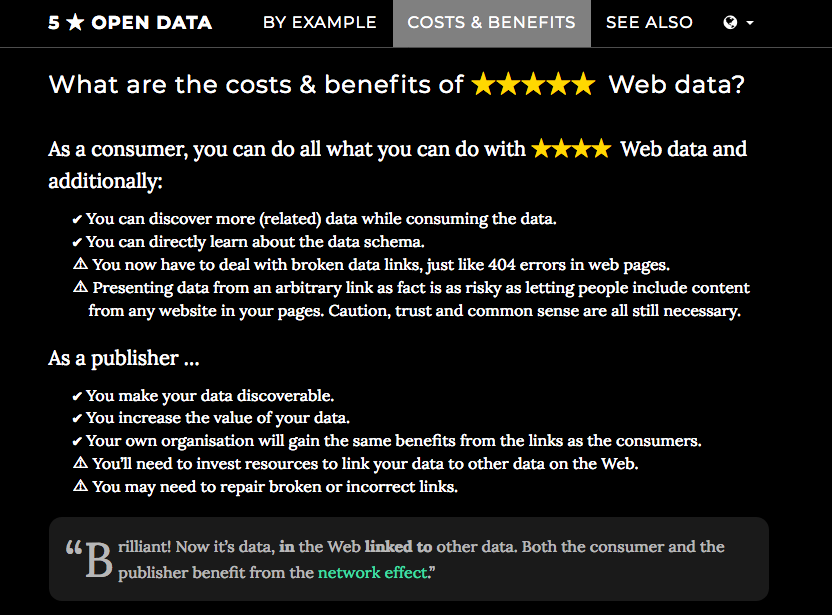 5 ★ OPEN DATA BY EXAMPLE COSTS & BENEFITS SEE ALSO
What are the costs & benefits of ★★★★★ Web data?
As a consumer, you can do all what you can do with ★★★★ Web data and
additionally:
✔ You can discover more (related) data while consuming the data.
✔ You can directly learn about the data schema.
⚠ You now have to deal with broken data links, just like 404 errors in web pages.
⚠ Presenting data from an arbitrary link as fact is as risky as letting people include content
from any website in your pages. Caution, trust and common sense are all still necessary.
As a publisher ...
✔ You make your data discoverable.
✔ You increase the value of your data.
✔ Your own organisation will gain the same benefits from the links as the consumers.
⚠ You’ll need to invest resources to link your data to other data on the Web.
⚠ You may need to repair broken or incorrect links.
“Brilliant! Now it’s data, in the Web linked to other data. Both the consumer and the
publisher benefit from the network effect.”